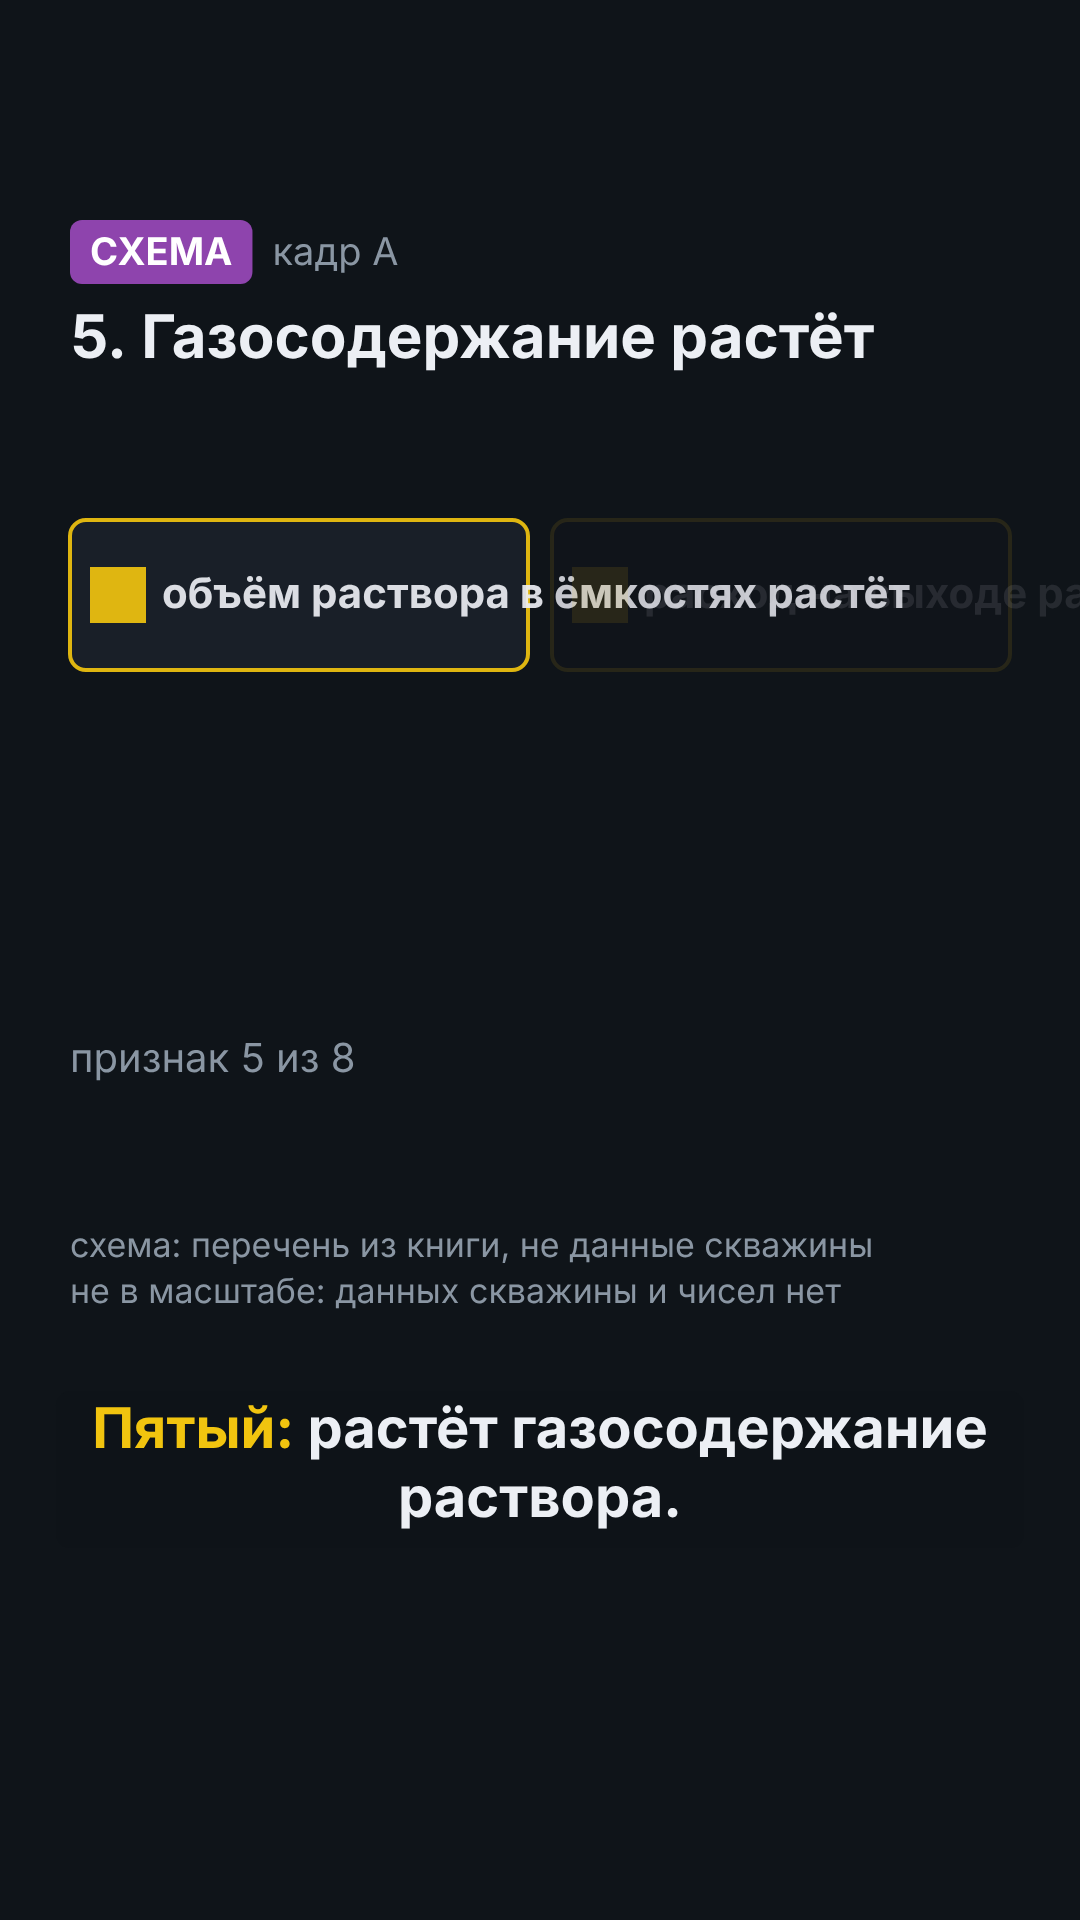 СХЕМА кадр А
5. Газосодержание растёт
объём раствора в ёмкостях растёт
признак 5 из 8
схема: перечень из книги, не данные скважины
не в масштабе: данных скважины и чисел нет
Пятый: растёт газосодержание
раствора.